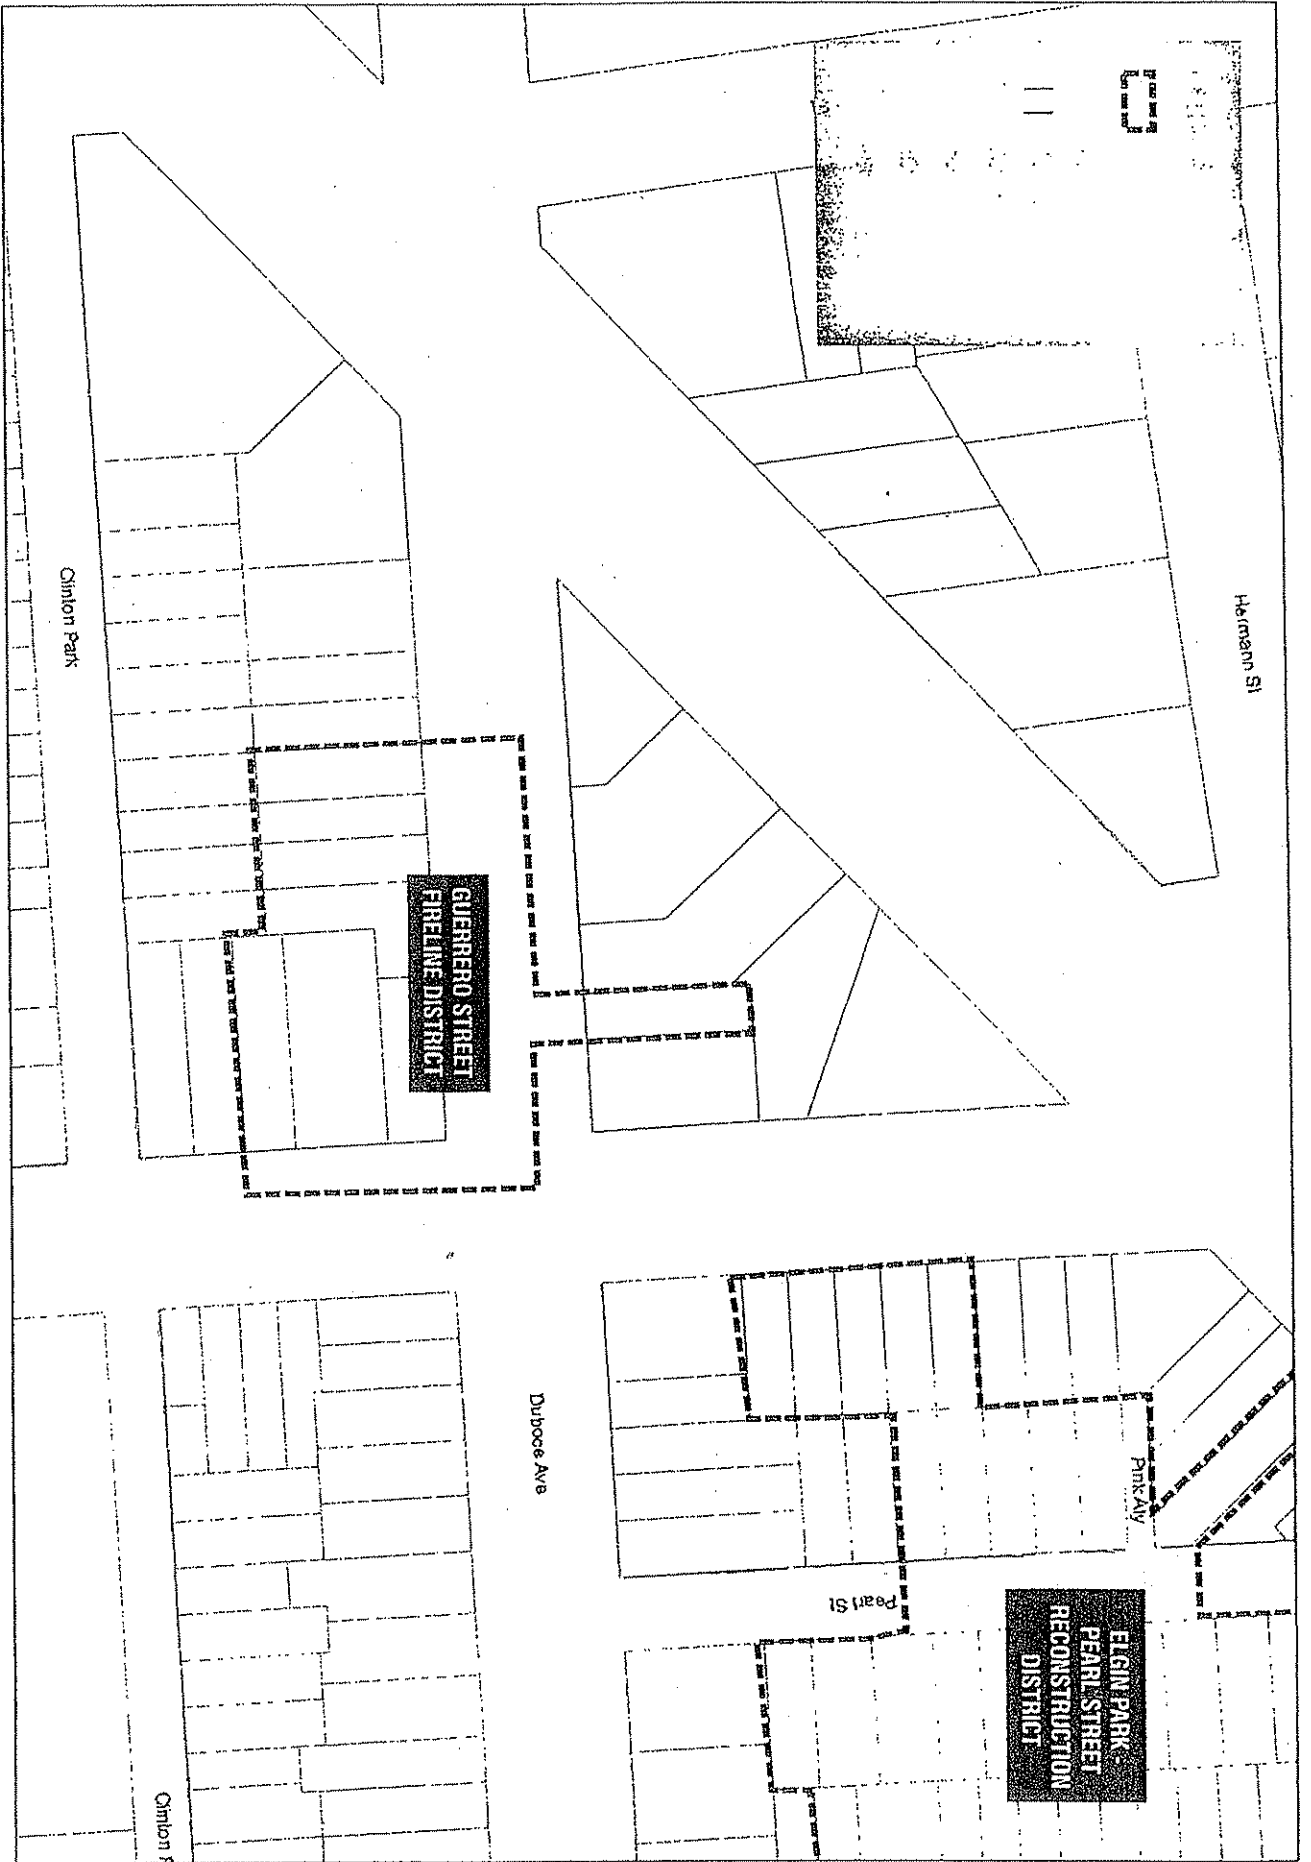 Hermann St
Clinton Park
GUERRERO STREET
FIRELINE DISTRICT
Duboce Ave
Pink Aly
Pearl St
ELGIN PARK -
PEARL STREET
RECONSTRUCTION
DISTRICT
Clinton P